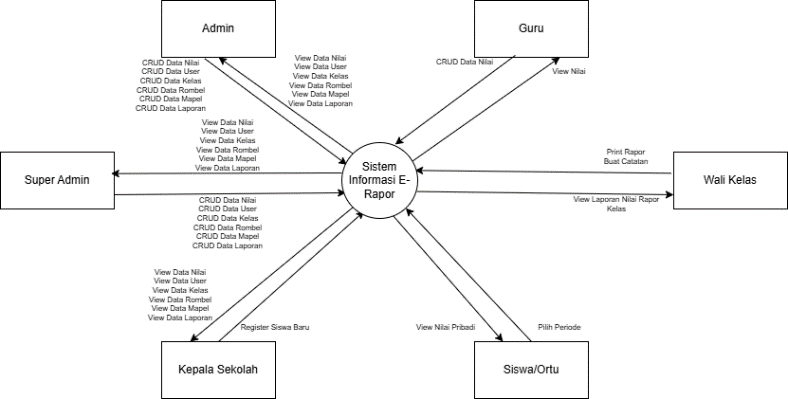 Admin
Guru
CRUD Data Nilai
CRUD Data User
CRUD Data Kelas
CRUD Data Rombel
CRUD Data Mapel
CRUD Data Laporan
View Data Nilai
View Data User
View Data Kelas
View Data Rombel
View Data Mapel
View Data Laporan
CRUD Data Nilai
View Nilai
View Data Nilai
View Data User
View Data Kelas
View Data Rombel
View Data Mapel
View Data Laporan
Super Admin
Sistem
Informasi E-
Rapor
Print Rapor
Buat Catatan
Wali Kelas
CRUD Data Nilai
CRUD Data User
CRUD Data Kelas
CRUD Data Rombel
CRUD Data Mapel
CRUD Data Laporan
View Laporan Nilai Rapor
Kelas
View Data Nilai
View Data User
View Data Kelas
View Data Rombel
View Data Mapel
View Data Laporan
Register Siswa Baru
View Nilai Pribadi
Pilih Periode
Kepala Sekolah
Siswa/Ortu